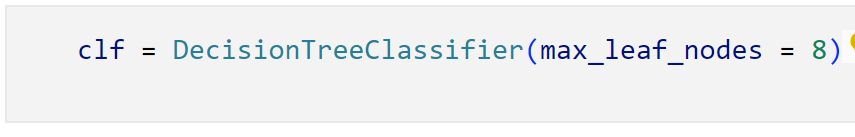 clf = DecisionTreeClassifier(max_leaf_nodes = 8)